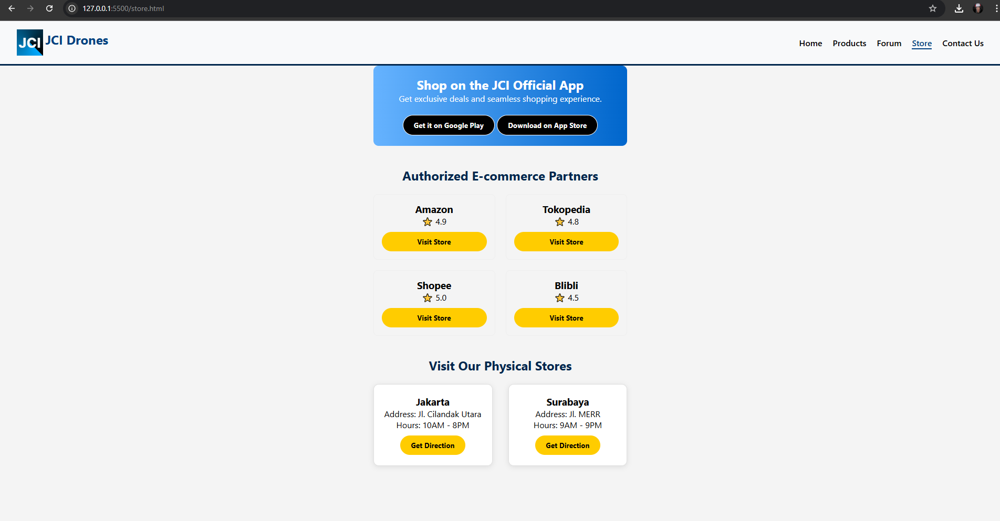 127.0.0.1:5500/store.html
JCI JCI Drones
Home Products Forum Store Contact Us
Shop on the JCI Official App
Get exclusive deals and seamless shopping experience.
Get it on Google Play Download on App Store
Authorized E-commerce Partners
Amazon
4.9
Visit Store
Tokopedia
4.8
Visit Store
Shopee
5.0
Visit Store
Blibli
4.5
Visit Store
Visit Our Physical Stores
Jakarta
Address: Jl. Cilandak Utara
Hours: 10AM - 8PM
Get Direction
Surabaya
Address: Jl. MERR
Hours: 9AM - 9PM
Get Direction